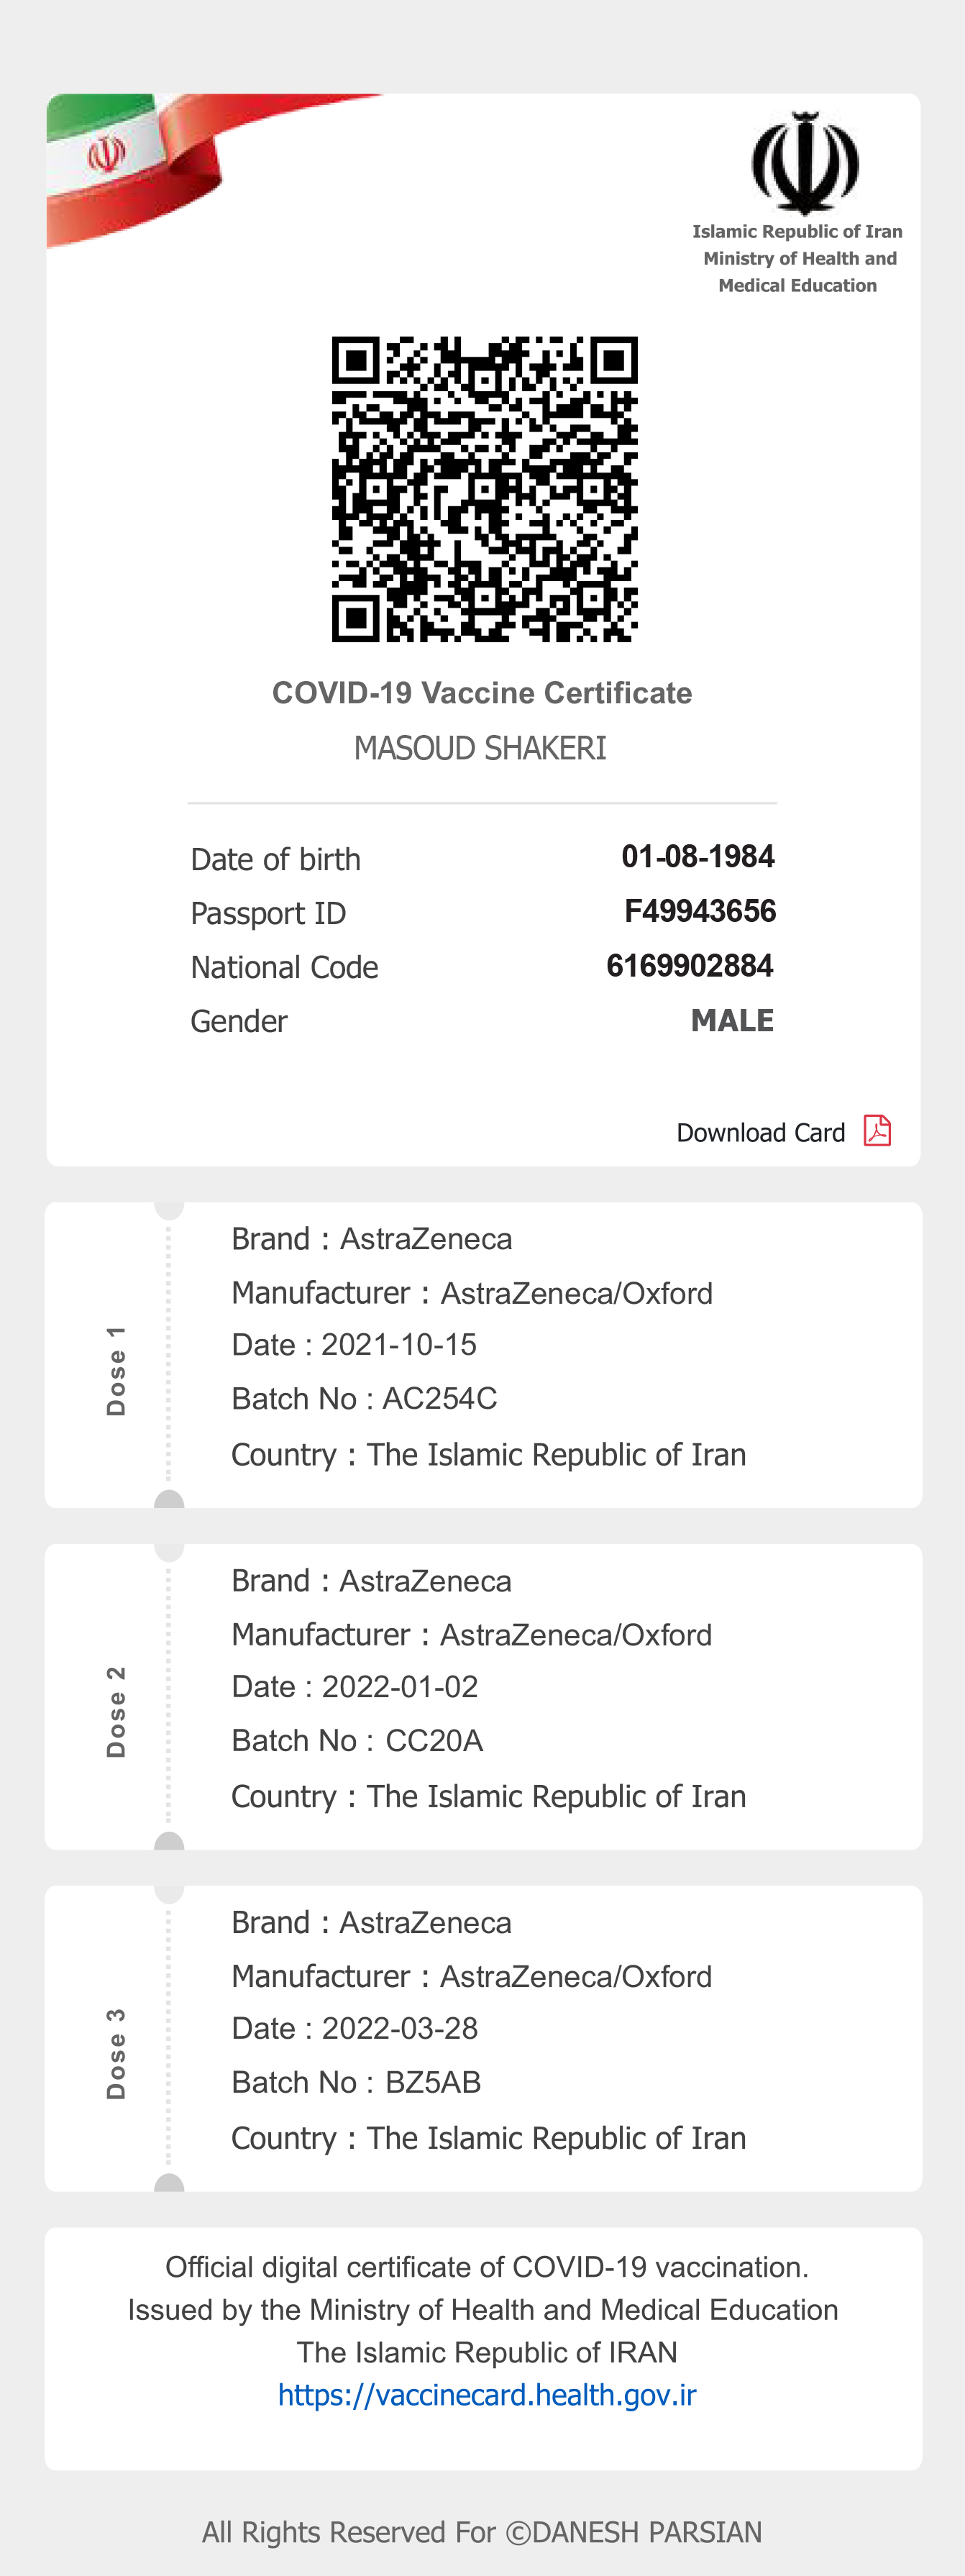 Islamic Republic of Iran
Ministry of Health and
Medical Education
COVID-19 Vaccine Certificate
MASOUD SHAKERI
Date of birth 01-08-1984
Passport ID F49943656
National Code 6169902884
Gender MALE
Download Card
Dose 1
Brand : AstraZeneca
Manufacturer : AstraZeneca/Oxford
Date : 2021-10-15
Batch No : AC254C
Country : The Islamic Republic of Iran
Dose 2
Brand : AstraZeneca
Manufacturer : AstraZeneca/Oxford
Date : 2022-01-02
Batch No : CC20A
Country : The Islamic Republic of Iran
Dose 3
Brand : AstraZeneca
Manufacturer : AstraZeneca/Oxford
Date : 2022-03-28
Batch No : BZ5AB
Country : The Islamic Republic of Iran
Official digital certificate of COVID-19 vaccination.
Issued by the Ministry of Health and Medical Education
The Islamic Republic of IRAN
https://vaccinecard.health.gov.ir
All Rights Reserved For ©DANESH PARSIAN